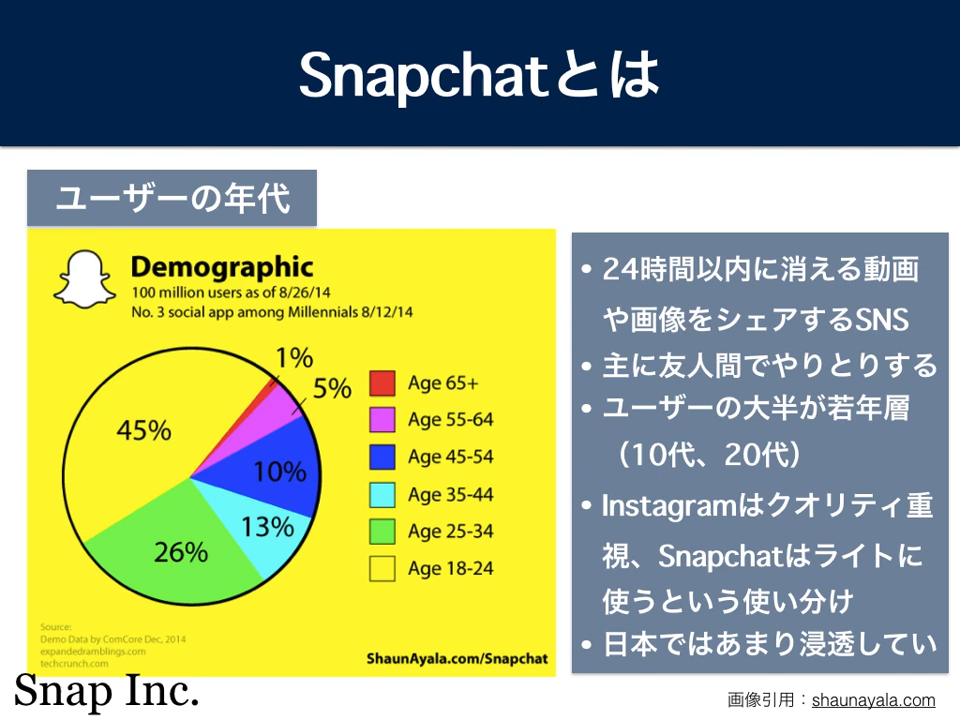 Snapchatとは
ユーザーの年代
Demographic
100 million users as of 8/26/14
No. 3 social app among Millennials 8/12/14
1%
5%
45%
10%
13%
26%
Age 65+
Age 55-64
Age 45-54
Age 35-44
Age 25-34
Age 18-24
Source:
Demo Data by ComCore Dec, 2014
expandedramblings.com
techcrunch.com
ShaunAyala.com/Snapchat
Snap Inc.
• 24時間以内に消える動画
や画像をシェアするSNS
• 主に友人間でやりとりする
• ユーザーの大半が若年層
（10代、20代）
• Instagramはクオリティ重
視、Snapchatはライトに
使うという使い分け
• 日本ではあまり浸透してい
画像引用：shaunayala.com